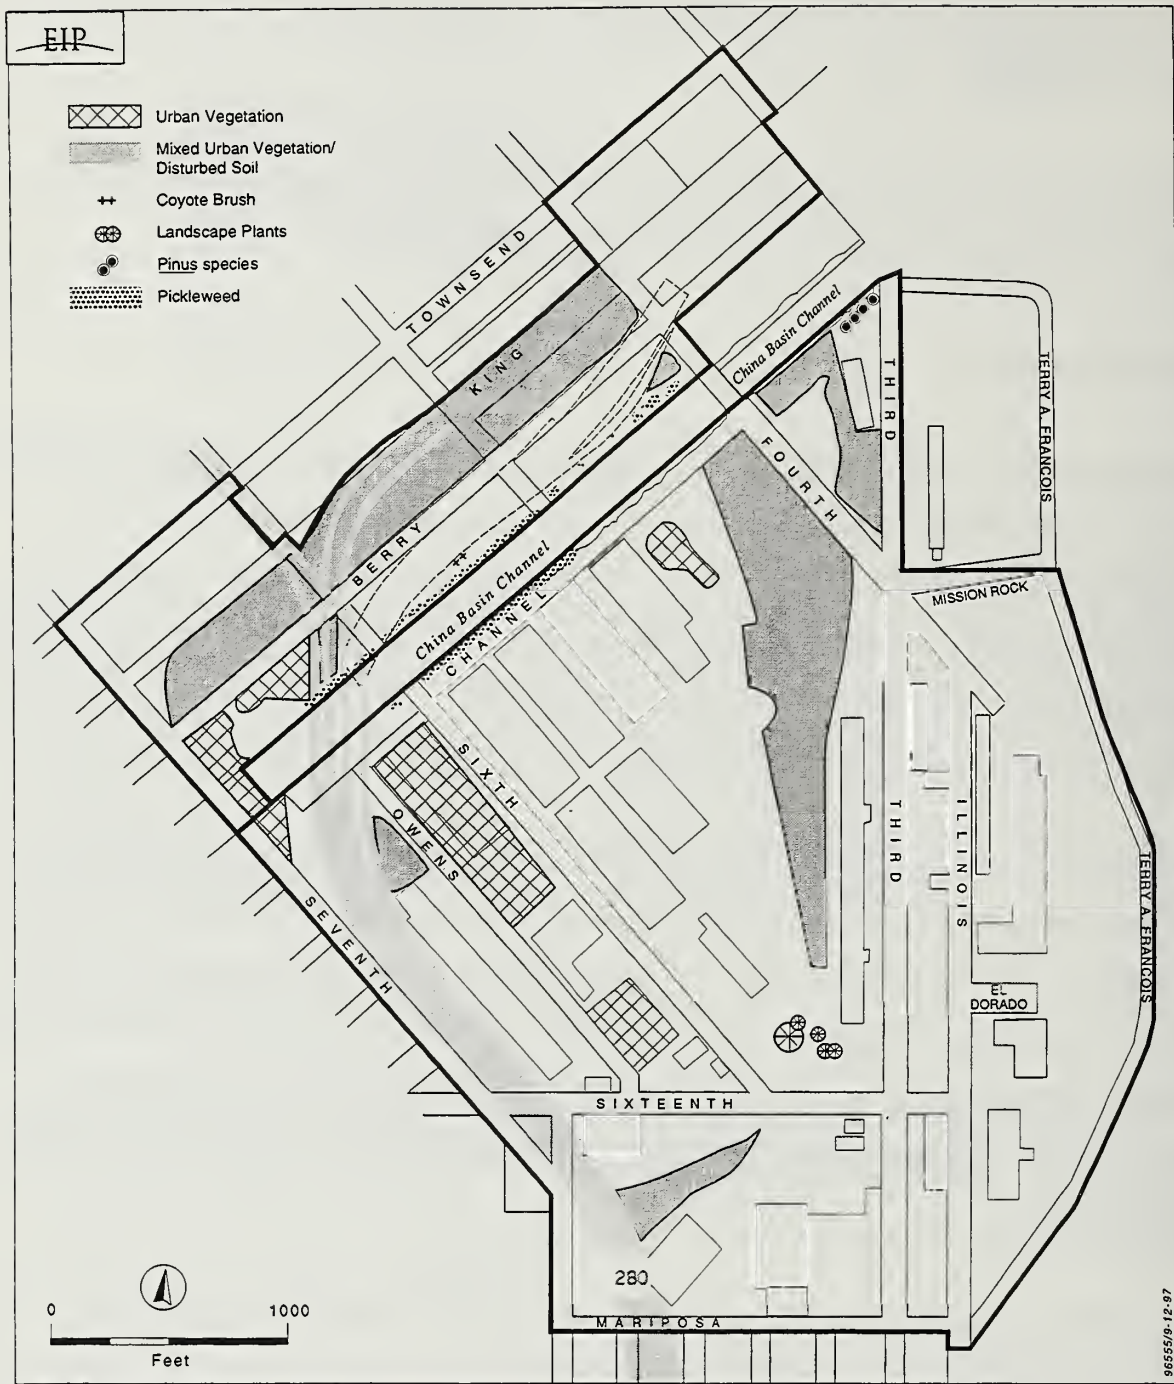 EIP
Urban Vegetation
Mixed Urban Vegetation/
Disturbed Soil
Coyote Brush
Landscape Plants
Pinus species
Pickleweed
TOWNSEND
KING
BERRY
China Basin Channel
China Basin Channel
CHANNEL
THIRD
TERRY A. FRANCOIS
FOURTH
MISSION ROCK
SIXTH
OWENS
SEVENTH
THIRD
ILLINOIS
TERRY A. FRANCOIS
EL
DORADO
SIXTEENTH
280
MARIPOSA
0 1000
Feet
96555/9-12-97